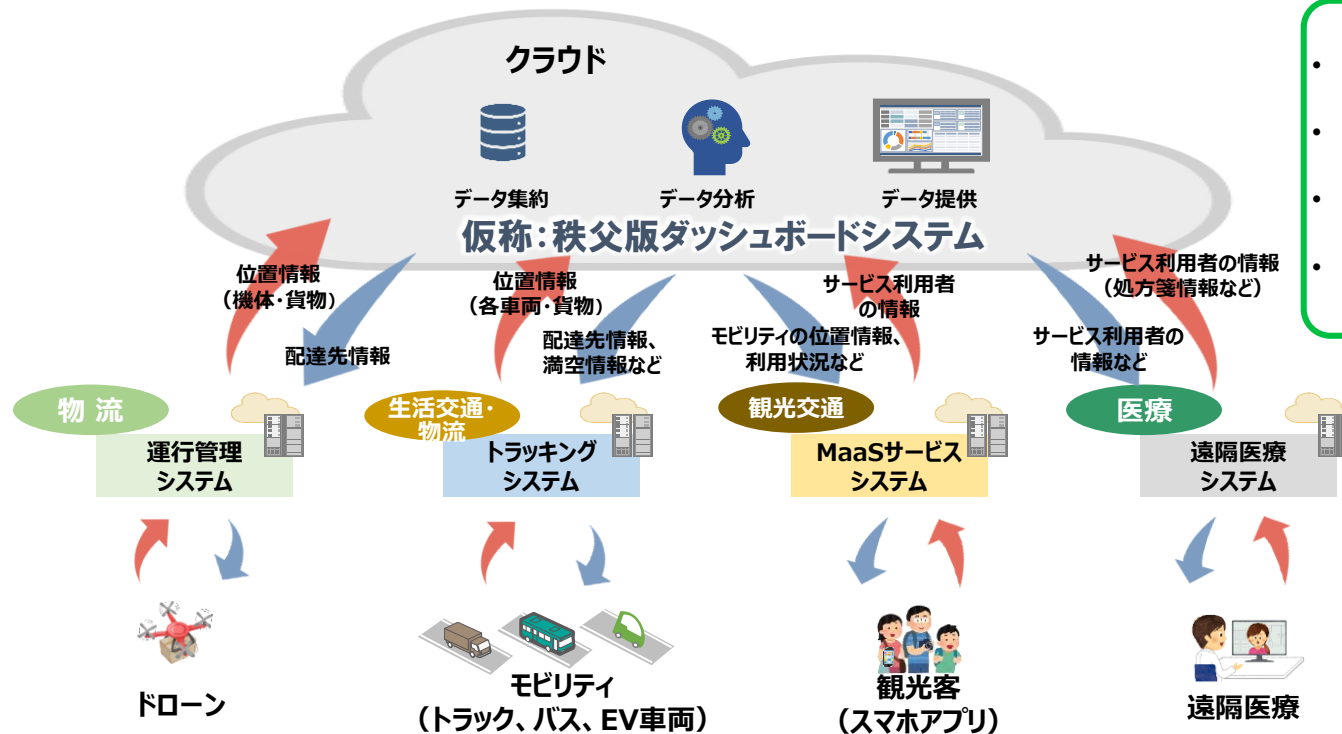 クラウド
データ集約
データ分析
データ提供
仮称：秩父版ダッシュボードシステム
位置情報
（機体・貨物）
配達先情報
位置情報
（各車両・貨物）
配達先情報、
満空情報など
サービス利用者
の情報
モビリティの位置情報、
利用状況など
サービス利用者の情報
（処方箋情報など）
サービス利用者の
情報など
物 流
運行管理
システム
生活交通・
物流
トラッキング
システム
観光交通
MaaSサービス
システム
医療
遠隔医療
システム
ドローン
モビリティ
（トラック、バス、EV車両）
観光客
（スマホアプリ）
遠隔医療